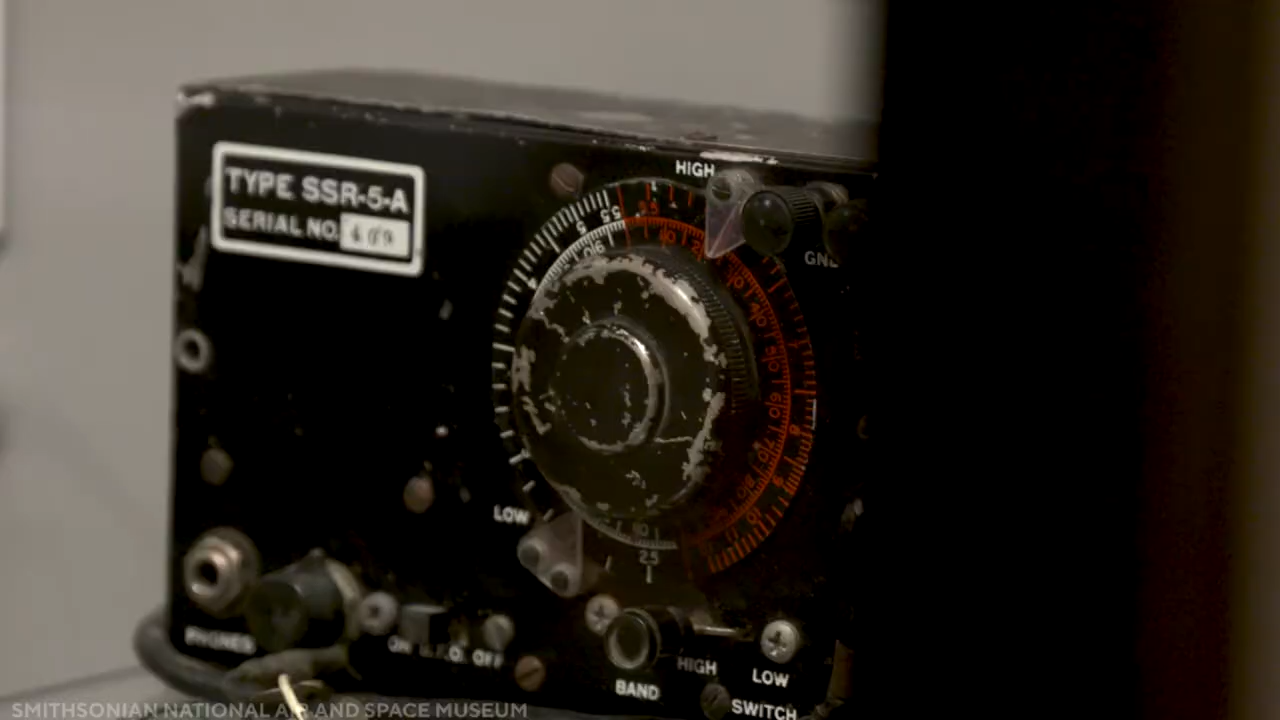 TYPE SSR-5-A
SERIAL NO. 409
HIGH
GND
LOW
PHONES
ON B.F.O. OFF
HIGH
LOW
BAND
SWITCH
SMITHSONIAN NATIONAL AIR AND SPACE MUSEUM